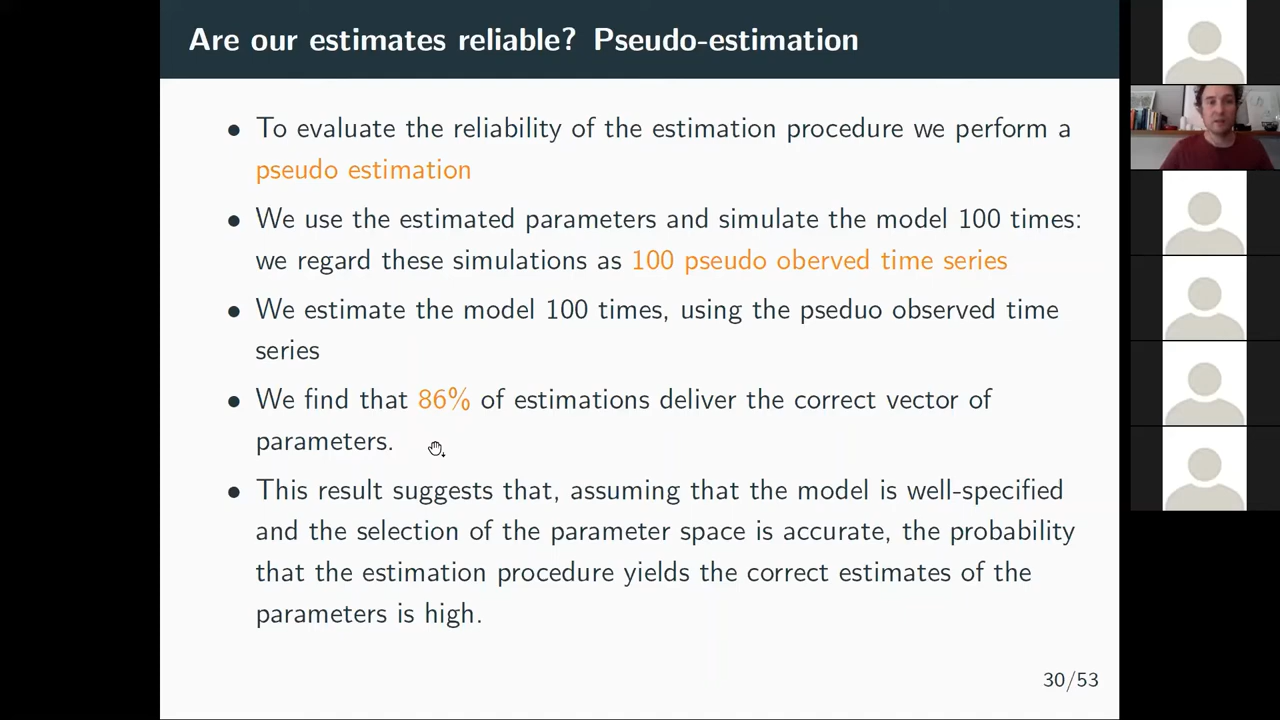 Are our estimates reliable? Pseudo-estimation
• To evaluate the reliability of the estimation procedure we perform a
pseudo estimation
• We use the estimated parameters and simulate the model 100 times:
we regard these simulations as 100 pseudo oberved time series
• We estimate the model 100 times, using the pseduo observed time
series
• We find that 86% of estimations deliver the correct vector of
parameters.
• This result suggests that, assuming that the model is well-specified
and the selection of the parameter space is accurate, the probability
that the estimation procedure yields the correct estimates of the
parameters is high.
30/53